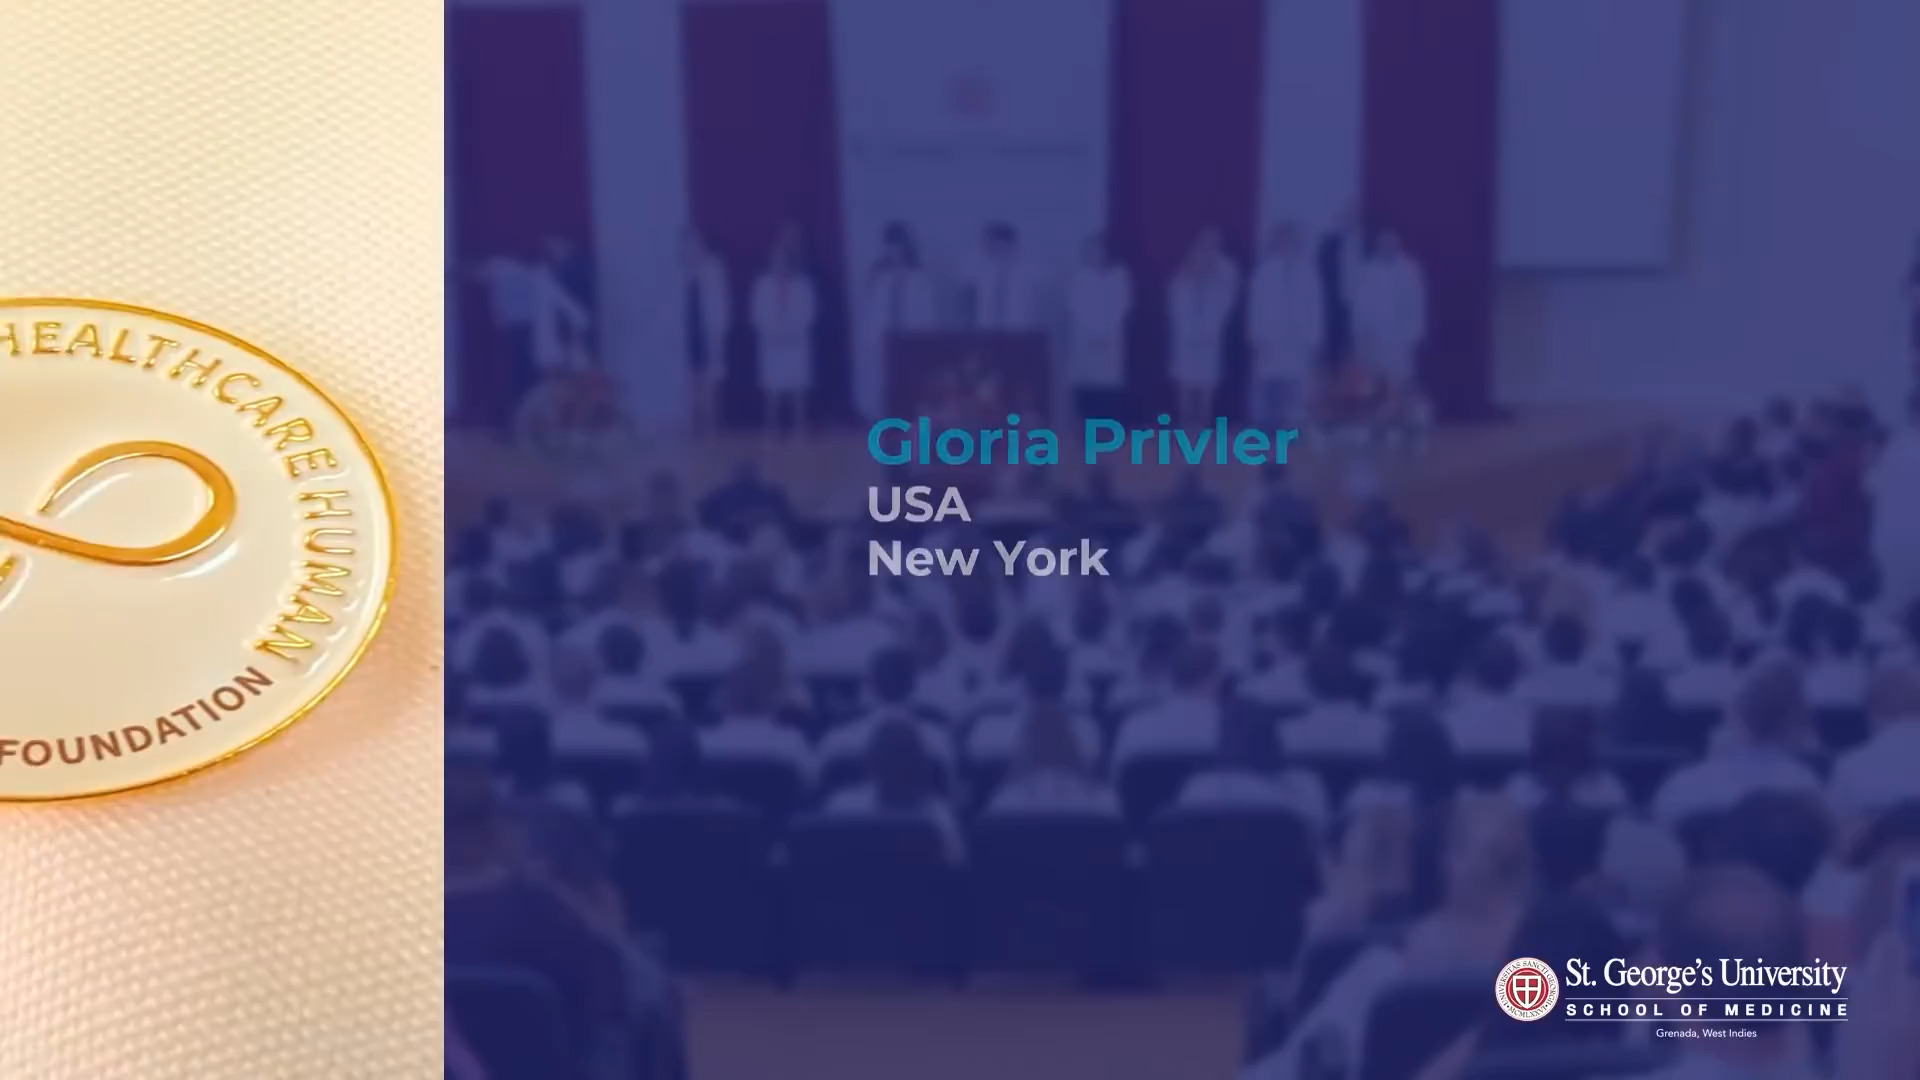 HEALTHCARE HUMAN
FOUNDATION
Gloria Privler
USA
New York
St. George's University
SCHOOL OF MEDICINE
Grenada, West Indies